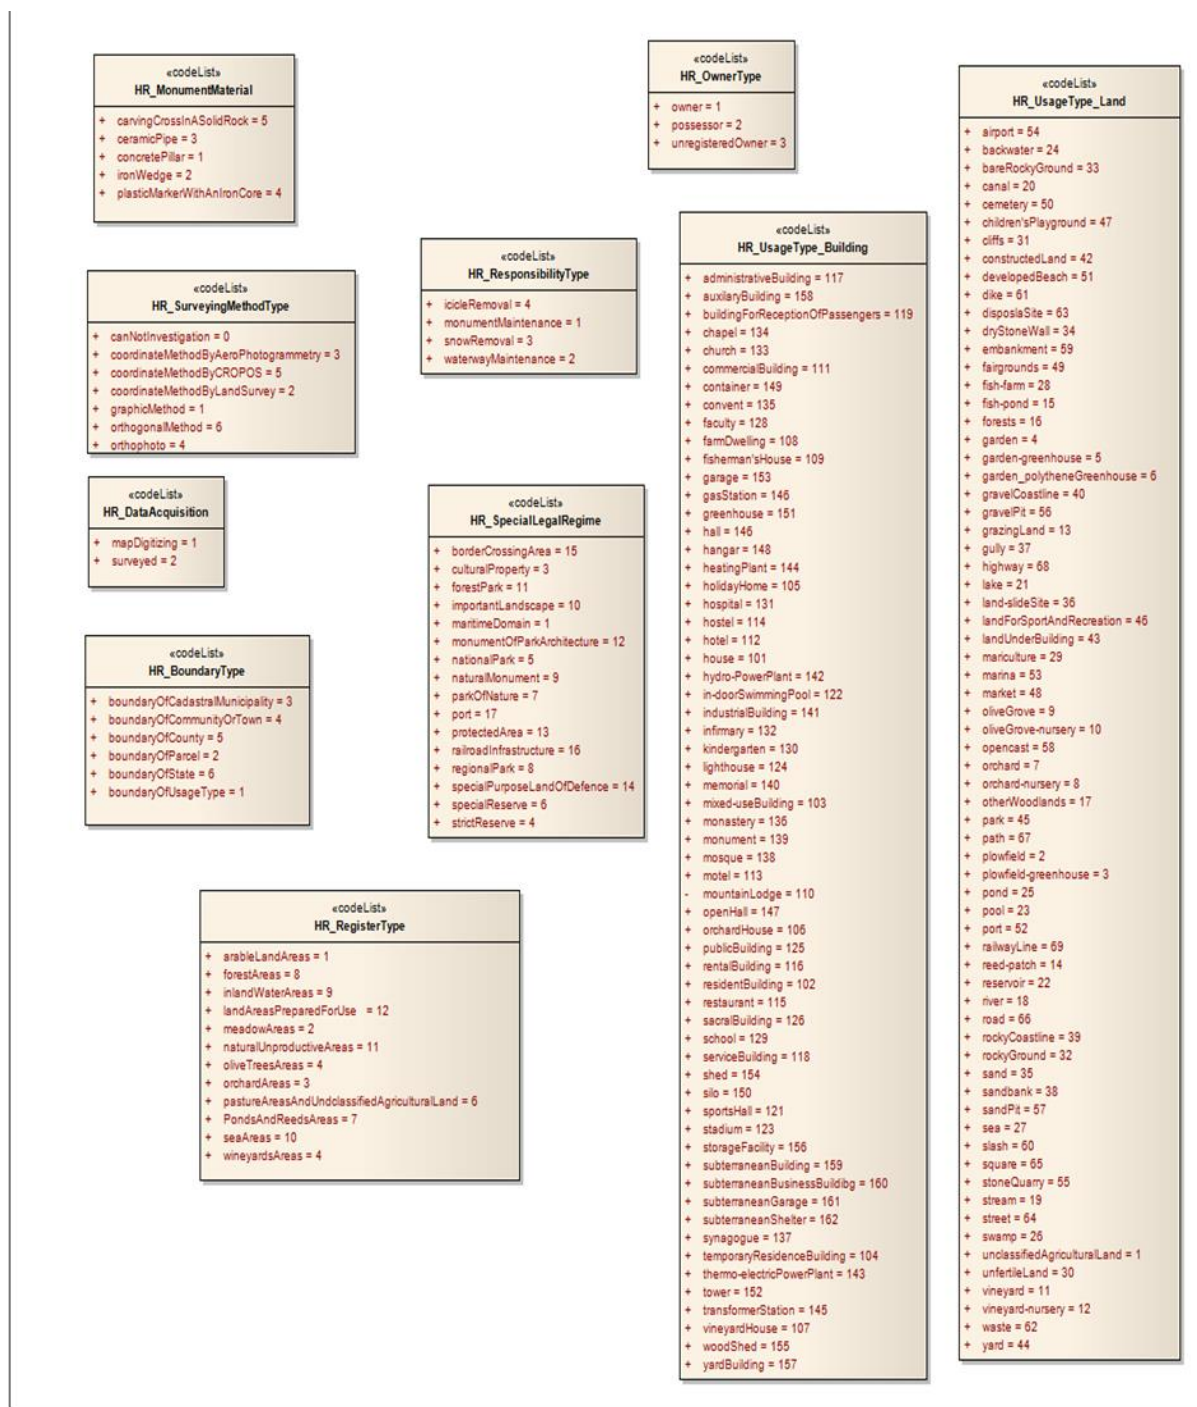 «codeList»
HR_MonumentMaterial
+ carvingCrossInASolidRock = 5
+ ceramicPipe = 3
+ concretePillar = 1
+ ironWedge = 2
+ plasticMarkerWithAnIronCore = 4
«codeList»
HR_SurveyingMethodType
+ canNotInvestigation = 0
+ coordinateMethodByAeroPhotogrammetry = 3
+ coordinateMethodByCROPOS = 5
+ coordinateMethodByLandSurvey = 2
+ graphicMethod = 1
+ orthogonalMethod = 6
+ orthophoto = 4
«codeList»
HR_DataAcquisition
+ mapDigitizing = 1
+ surveyed = 2
«codeList»
HR_BoundaryType
+ boundaryOfCadastralMunicipality = 3
+ boundaryOfCommunityOrTown = 4
+ boundaryOfCounty = 5
+ boundaryOfParcel = 2
+ boundaryOfState = 6
+ boundaryOfUsageType = 1
«codeList»
HR_RegisterType
+ arableLandAreas = 1
+ forestAreas = 8
+ inlandWaterAreas = 9
+ landAreasPreparedForUse = 12
+ meadowAreas = 2
+ naturalUnproductiveAreas = 11
+ oliveTreesAreas = 4
+ orchardAreas = 3
+ pastureAreasAndUndclassifiedAgriculturalLand = 6
+ PondsAndReedsAreas = 7
+ seaAreas = 10
+ wineyardsAreas = 4
«codeList»
HR_ResponsibilityType
+ icicleRemoval = 4
+ monumentMaintenance = 1
+ snowRemoval = 3
+ waterwayMaintenance = 2
«codeList»
HR_SpecialLegalRegime
+ borderCrossingArea = 15
+ culturalProperty = 3
+ forestPark = 11
+ importantLandscape = 10
+ maritimeDomain = 1
+ monumentOfParkArchitecture = 12
+ nationalPark = 5
+ naturalMonument = 9
+ parkOfNature = 7
+ port = 17
+ protectedArea = 13
+ railroadInfrastructure = 16
+ regionalPark = 8
+ specialPurposeLandOfDefence = 14
+ specialReserve = 6
+ strictReserve = 4
«codeList»
HR_OwnerType
+ owner = 1
+ possessor = 2
+ unregisteredOwner = 3
«codeList»
HR_UsageType_Building
+ administrativeBuilding = 117
+ auxilaryBuilding = 158
+ buildingForReceptionOfPassengers = 119
+ chapel = 134
+ church = 133
+ commercialBuilding = 111
+ container = 149
+ convent = 135
+ faculty = 128
+ farmDwelling = 108
+ fisherman'sHouse = 109
+ garage = 153
+ gasStation = 146
+ greenhouse = 151
+ hall = 146
+ hangar = 148
+ heatingPlant = 144
+ holidayHome = 105
+ hospital = 131
+ hostel = 114
+ hotel = 112
+ house = 101
+ hydro-PowerPlant = 142
+ in-doorSwimmingPool = 122
+ industrialBuilding = 141
+ infirmary = 132
+ kindergarten = 130
+ lighthouse = 124
+ memorial = 140
+ mixed-useBuilding = 103
+ monastery = 136
+ monument = 139
+ mosque = 138
+ motel = 113
- mountainLodge = 110
+ openHall = 147
+ orchardHouse = 106
+ publicBuilding = 125
+ rentalBuilding = 116
+ residentBuilding = 102
+ restaurant = 115
+ sacralBuilding = 126
+ school = 129
+ serviceBuilding = 118
+ shed = 154
+ silo = 150
+ sportsHall = 121
+ stadium = 123
+ storageFacility = 156
+ subterraneanBuilding = 159
+ subterraneanBusinessBuildibg = 160
+ subterraneanGarage = 161
+ subterraneanShelter = 162
+ synagogue = 137
+ temporaryResidenceBuilding = 104
+ thermo-electricPowerPlant = 143
+ tower = 152
+ transformerStation = 145
+ vineyardHouse = 107
+ woodShed = 155
+ yardBuilding = 157
«codeList»
HR_UsageType_Land
+ airport = 54
+ backwater = 24
+ bareRockyGround = 33
+ canal = 20
+ cemetery = 50
+ children'sPlayground = 47
+ cliffs = 31
+ constructedLand = 42
+ developedBeach = 51
+ dike = 61
+ disposlaSite = 63
+ dryStoneWall = 34
+ embankment = 59
+ fairgrounds = 49
+ fish-farm = 28
+ fish-pond = 15
+ forests = 16
+ garden = 4
+ garden-greenhouse = 5
+ garden_polytheneGreenhouse = 6
+ gravelCoastline = 40
+ gravelPit = 56
+ grazingLand = 13
+ gully = 37
+ highway = 68
+ lake = 21
+ land-slideSite = 36
+ landForSportAndRecreation = 46
+ landUnderBuilding = 43
+ mariculture = 29
+ marina = 53
+ market = 48
+ oliveGrove = 9
+ oliveGrove-nursery = 10
+ opencast = 58
+ orchard = 7
+ orchard-nursery = 8
+ otherWoodlands = 17
+ park = 45
+ path = 67
+ plowfield = 2
+ plowfield-greenhouse = 3
+ pond = 25
+ pool = 23
+ port = 52
+ railwayLine = 69
+ reed-patch = 14
+ reservoir = 22
+ river = 18
+ road = 66
+ rockyCoastline = 39
+ rockyGround = 32
+ sand = 35
+ sandbank = 38
+ sandPit = 57
+ sea = 27
+ slash = 60
+ square = 65
+ stoneQuarry = 55
+ stream = 19
+ street = 64
+ swamp = 26
+ unclassifiedAgriculturalLand = 1
+ unfertileLand = 30
+ vineyard = 11
+ vineyard-nursery = 12
+ waste = 62
+ yard = 44